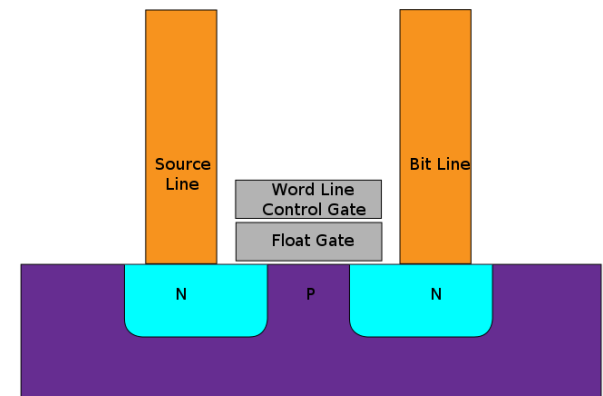 Source
Line
Word Line
Control Gate
Float Gate
Bit Line
N
P
N